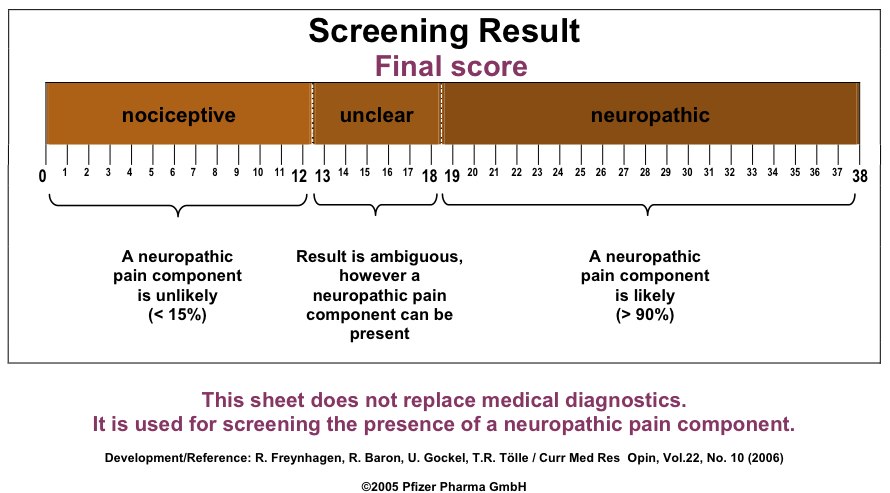 Screening Result
Final score
nociceptive unclear neuropathic
0 1 2 3 4 5 6 7 8 9 10 11 12 13 14 15 16 17 18 19 20 21 22 23 24 25 26 27 28 29 30 31 32 33 34 35 36 37 38
A neuropathic
pain component
is unlikely
(< 15%)
Result is ambiguous,
however a
neuropathic pain
component can be
present
A neuropathic
pain component
is likely
(> 90%)
This sheet does not replace medical diagnostics.
It is used for screening the presence of a neuropathic pain component.
Development/Reference: R. Freynhagen, R. Baron, U. Gockel, T.R. Tölle / Curr Med Res  Opin, Vol.22, No. 10 (2006)
©2005 Pfizer Pharma GmbH